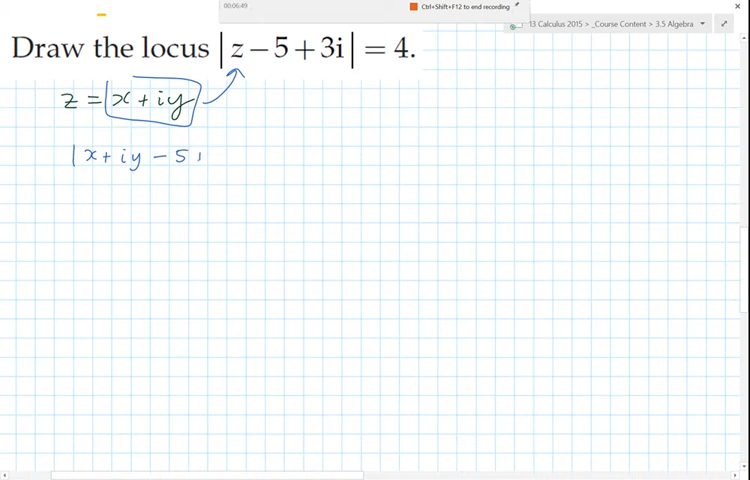 00:06:49
Ctrl+Shift+F12 to end recording
13 Calculus 2015 > _Course Content > 3.5 Algebra
Draw the locus |z − 5 + 3i| = 4.
z = x + iy
|x + iy − 5